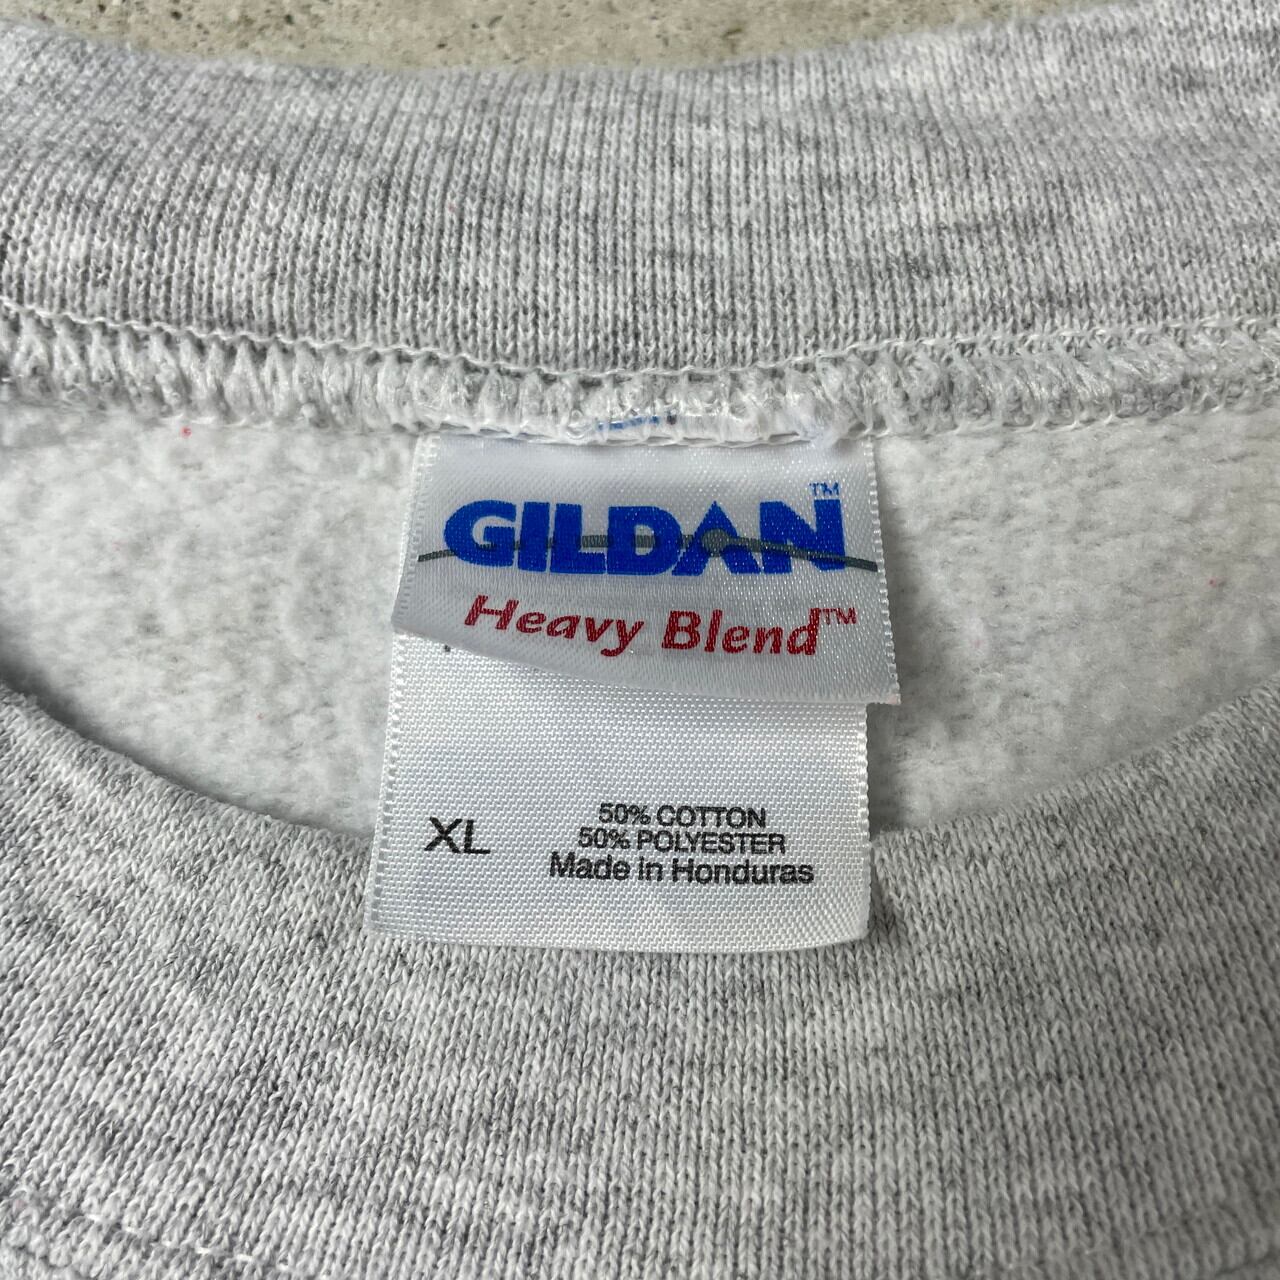 GILDAN™
Heavy Blend™
XL
50% COTTON
50% POLYESTER
Made in Honduras